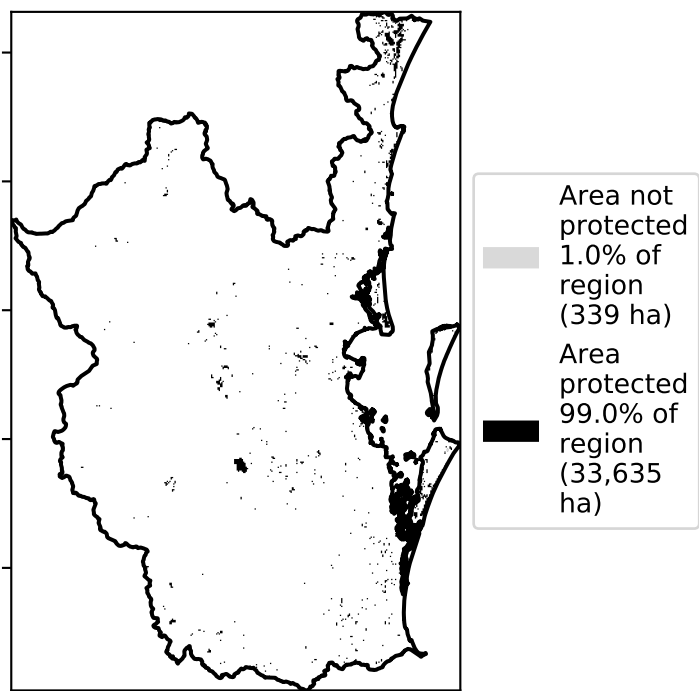 Area not
protected
1.0% of
region
(339 ha)
Area
protected
99.0% of
region
(33,635
ha)